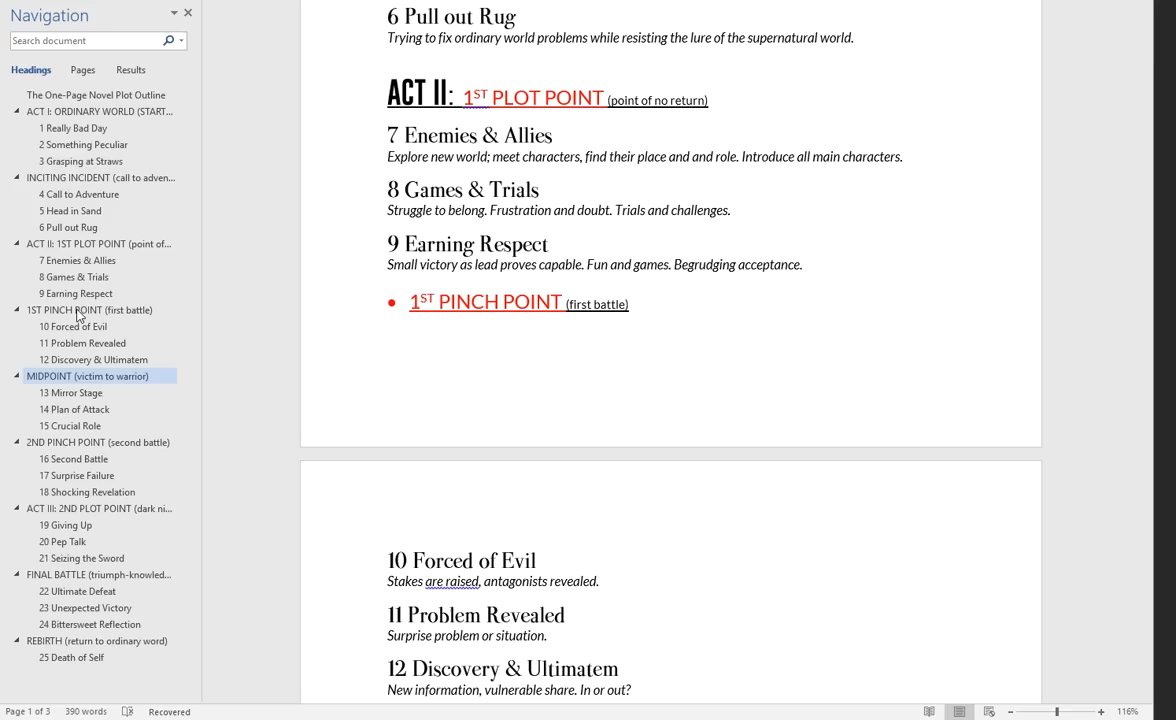 Navigation
Search document
Headings Pages Results
The One-Page Novel Plot Outline
ACT I: ORDINARY WORLD (START...
1 Really Bad Day
2 Something Peculiar
3 Grasping at Straws
INCITING INCIDENT (call to adven...
4 Call to Adventure
5 Head in Sand
6 Pull out Rug
ACT II: 1ST PLOT POINT (point of...
7 Enemies & Allies
8 Games & Trials
9 Earning Respect
1ST PINCH POINT (first battle)
10 Forced of Evil
11 Problem Revealed
12 Discovery & Ultimatem
MIDPOINT (victim to warrior)
13 Mirror Stage
14 Plan of Attack
15 Crucial Role
2ND PINCH POINT (second battle)
16 Second Battle
17 Surprise Failure
18 Shocking Revelation
ACT III: 2ND PLOT POINT (dark ni...
19 Giving Up
20 Pep Talk
21 Seizing the Sword
FINAL BATTLE (triumph-knowled...
22 Ultimate Defeat
23 Unexpected Victory
24 Bittersweet Reflection
REBIRTH (return to ordinary word)
25 Death of Self
6 Pull out Rug
Trying to fix ordinary world problems while resisting the lure of the supernatural world.
ACT II: 1ST PLOT POINT (point of no return)
7 Enemies & Allies
Explore new world; meet characters, find their place and and role. Introduce all main characters.
8 Games & Trials
Struggle to belong. Frustration and doubt. Trials and challenges.
9 Earning Respect
Small victory as lead proves capable. Fun and games. Begrudging acceptance.
• 1ST PINCH POINT (first battle)
10 Forced of Evil
Stakes are raised, antagonists revealed.
11 Problem Revealed
Surprise problem or situation.
12 Discovery & Ultimatem
New information, vulnerable share. In or out?
Page 1 of 3 390 words Recovered 116%